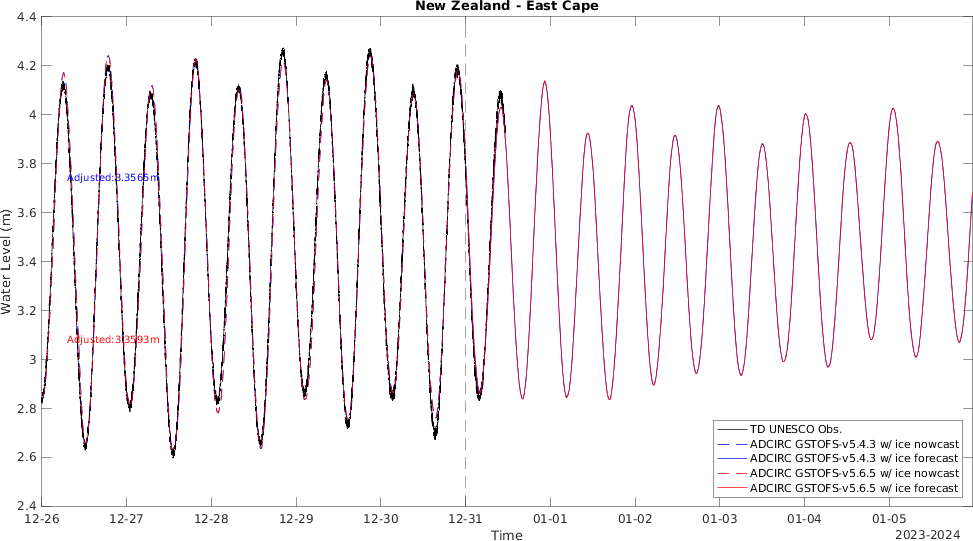 New Zealand - East Cape
4.4
4.2
4
3.8
3.6
3.4
3.2
3
2.8
2.6
2.4
Water Level (m)
Adjusted:3.3565m
Adjusted:3.3593m
TD UNESCO Obs.
ADCIRC GSTOFS-v5.4.3 w/ ice nowcast
ADCIRC GSTOFS-v5.4.3 w/ ice forecast
ADCIRC GSTOFS-v5.6.5 w/ ice nowcast
ADCIRC GSTOFS-v5.6.5 w/ ice forecast
12-26 12-27 12-28 12-29 12-30 12-31 01-01 01-02 01-03 01-04 01-05
Time
2023-2024